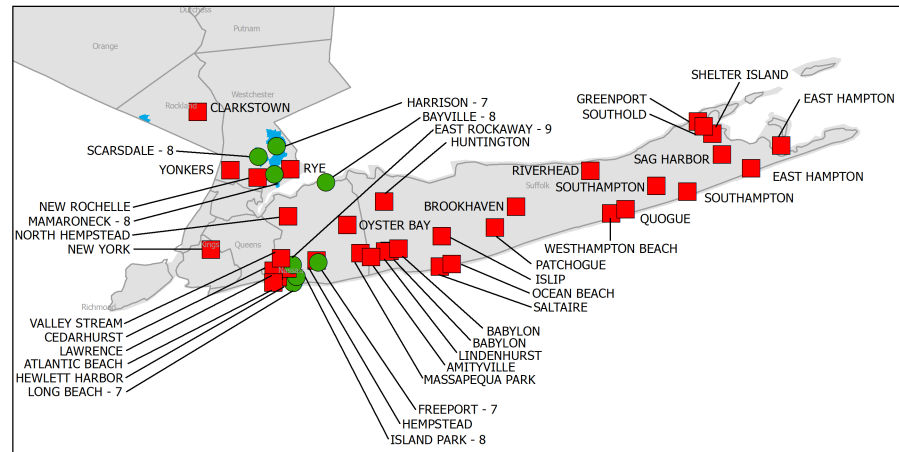 Dutchess
Orange
Putnam
SHELTER ISLAND
Westchester
GREENPORT
EAST HAMPTON
Rockland
CLARKSTOWN
HARRISON - 7
SOUTHOLD
BAYVILLE - 8
EAST ROCKAWAY - 9
HUNTINGTON
SCARSDALE - 8
SAG HARBOR
YONKERS
RYE
RIVERHEAD
EAST HAMPTON
Suffolk
SOUTHAMPTON
SOUTHAMPTON
NEW ROCHELLE
BROOKHAVEN
MAMARONECK - 8
QUOGUE
OYSTER BAY
NORTH HEMPSTEAD
NEW YORK
Kings
Queens
WESTHAMPTON BEACH
PATCHOGUE
Nassau
ISLIP
OCEAN BEACH
SALTAIRE
Richmond
VALLEY STREAM
CEDARHURST
BABYLON
LAWRENCE
BABYLON
ATLANTIC BEACH
LINDENHURST
HEWLETT HARBOR
AMITYVILLE
MASSAPEQUA PARK
LONG BEACH - 7
FREEPORT - 7
HEMPSTEAD
ISLAND PARK - 8